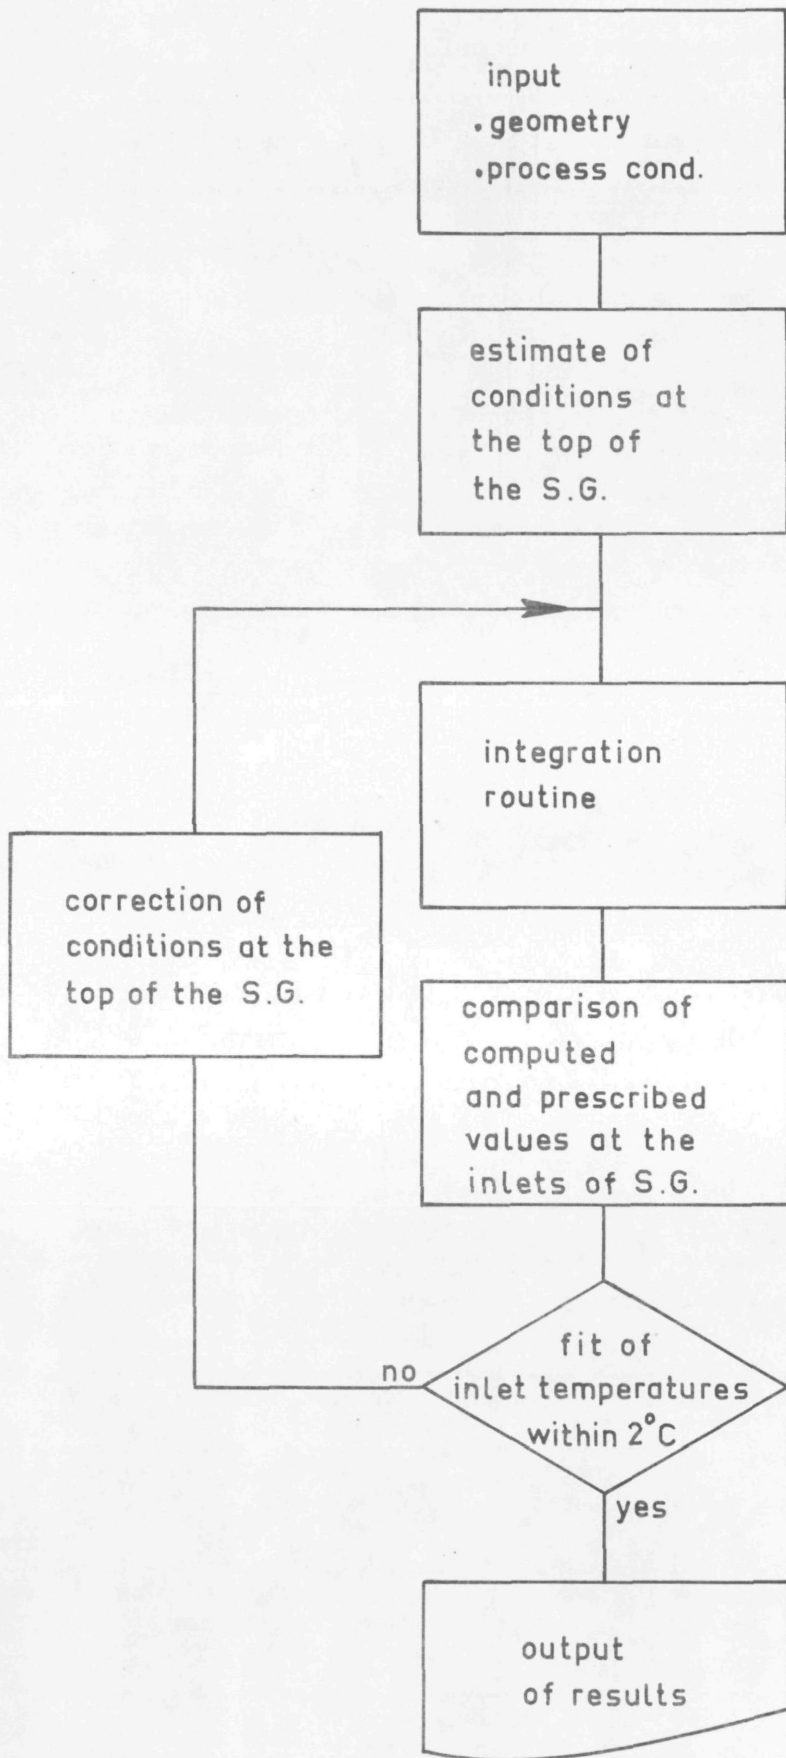 input
.geometry
.process cond.
estimate of
conditions at
the top of
the S.G.
integration
routine
correction of
conditions at the
top of the S.G.
comparison of
computed
and prescribed
values at the
inlets of S.G.
fit of
inlet temperatures
within 2°C
no
yes
output
of results